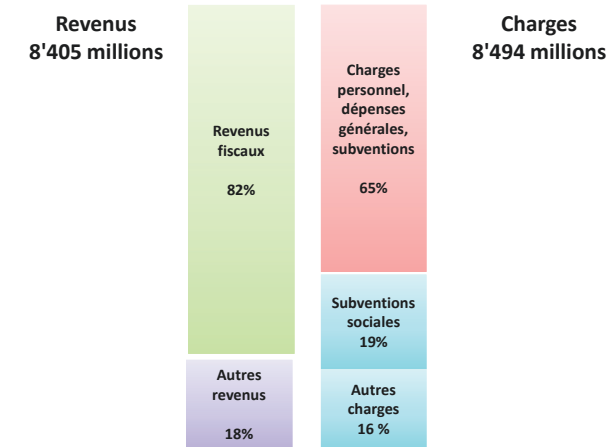 Revenus
8'405 millions
Revenus
fiscaux
82%
Autres
revenus
18%
Charges
personnel,
dépenses
générales,
subventions
65%
Subventions
sociales
19%
Autres
charges
16 %
Charges
8'494 millions